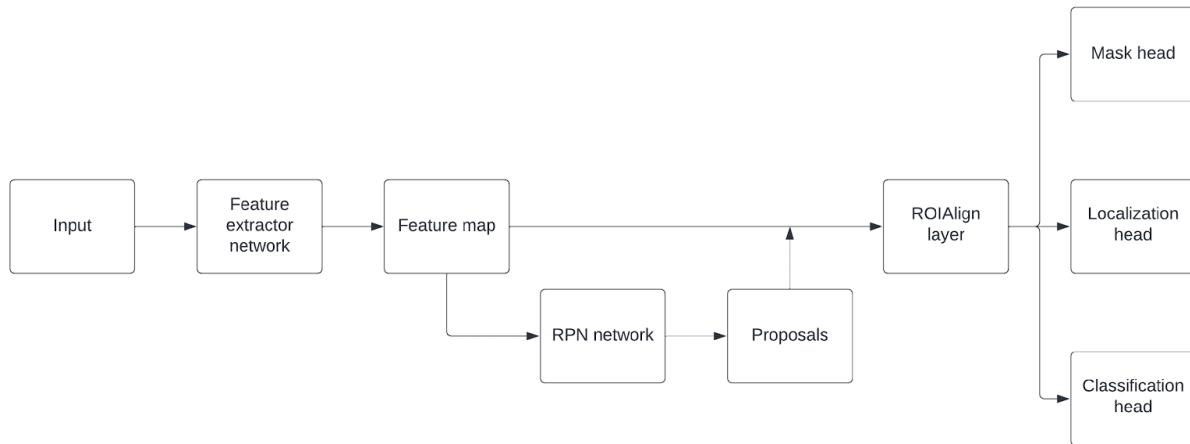 Mask head
Input
Feature
extractor
network
Feature map
ROIAlign
layer
Localization
head
RPN network
Proposals
Classification
head